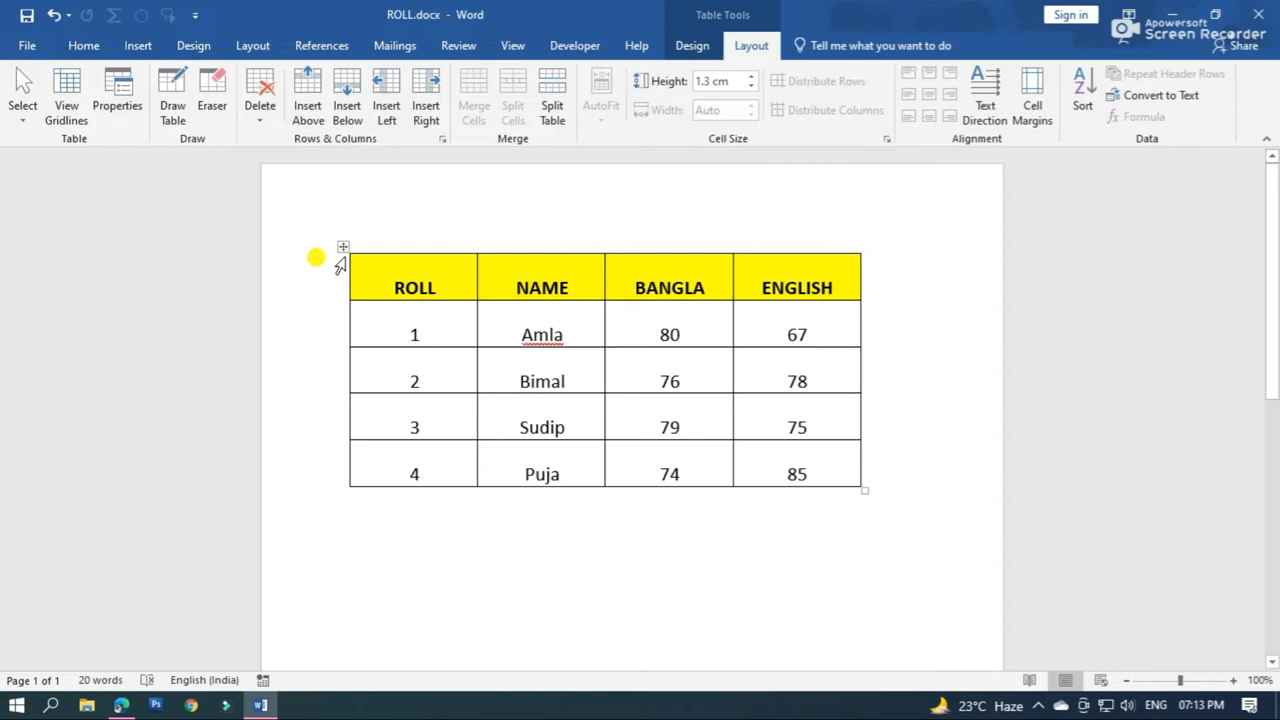 ROLL.docx - Word
Table Tools
Sign in
Apowersoft
Screen Recorder
File Home Insert Design Layout References Mailings Review View Developer Help Design Layout Tell me what you want to do Share
Select View Gridlines Properties Draw Table Eraser Delete Insert Above Insert Below Insert Left Insert Right Merge Cells Split Cells Split Table AutoFit
Height: 1.3 cm Distribute Rows
Width: Auto Distribute Columns
Text Direction Cell Margins Sort
Repeat Header Rows
Convert to Text
Formula
Table Draw Rows & Columns Merge Cell Size Alignment Data
ROLL NAME BANGLA ENGLISH
1 Amla 80 67
2 Bimal 76 78
3 Sudip 79 75
4 Puja 74 85
Page 1 of 1 20 words English (India) 100%
23°C Haze ENG 07:13 PM